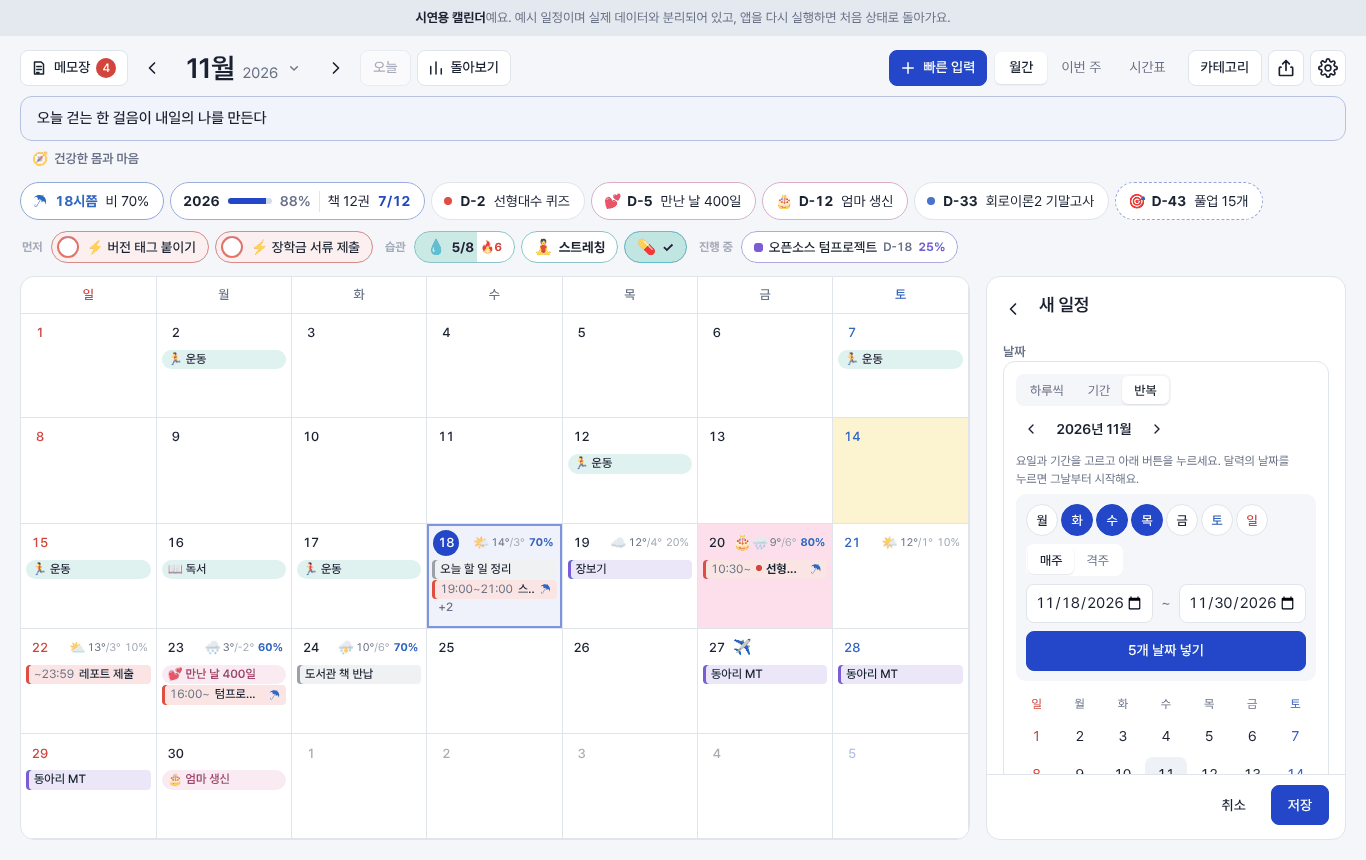 시연용 캘린더예요. 예시 일정이며 실제 데이터와 분리되어 있고, 앱을 다시 실행하면 처음 상태로 돌아가요.
메모장 4 11월 2026 오늘 돌아보기 빠른 입력 월간 이번 주 시간표 카테고리
오늘 걷는 한 걸음이 내일의 나를 만든다
건강한 몸과 마음
18시쯤 비 70% 2026 88% 책 12권 7/12 D-2 선형대수 퀴즈 D-5 만난 날 400일 D-12 엄마 생신 D-33 회로이론2 기말고사 D-43 풀업 15개
먼저 버전 태그 붙이기 장학금 서류 제출 습관 5/8 6 스트레칭 진행 중 오픈소스 텀프로젝트 D-18 25%
일 월 화 수 목 금 토
1 2 3 4 5 6 7
운동 운동
8 9 10 11 12 13 14
운동
15 16 17 18 14°/3° 70% 19 12°/4° 20% 20 9°/6° 80% 21 12°/1° 10%
운동 독서 운동 오늘 할 일 정리 장보기 10:30~ 선형...
19:00~21:00 스..
+2
22 13°/3° 10% 23 3°/-2° 60% 24 10°/6° 70% 25 26 27 28
~23:59 레포트 제출 만난 날 400일 도서관 책 반납 동아리 MT 동아리 MT
16:00~ 텀프로...
29 30 1 2 3 4 5
동아리 MT 엄마 생신
새 일정
날짜
하루씩 기간 반복
2026년 11월
요일과 기간을 고르고 아래 버튼을 누르세요. 달력의 날짜를
누르면 그날부터 시작해요.
월 화 수 목 금 토 일
매주 격주
11/18/2026 ~ 11/30/2026
5개 날짜 넣기
일 월 화 수 목 금 토
1 2 3 4 5 6 7
8 9 10 11 12 13 14
취소 저장